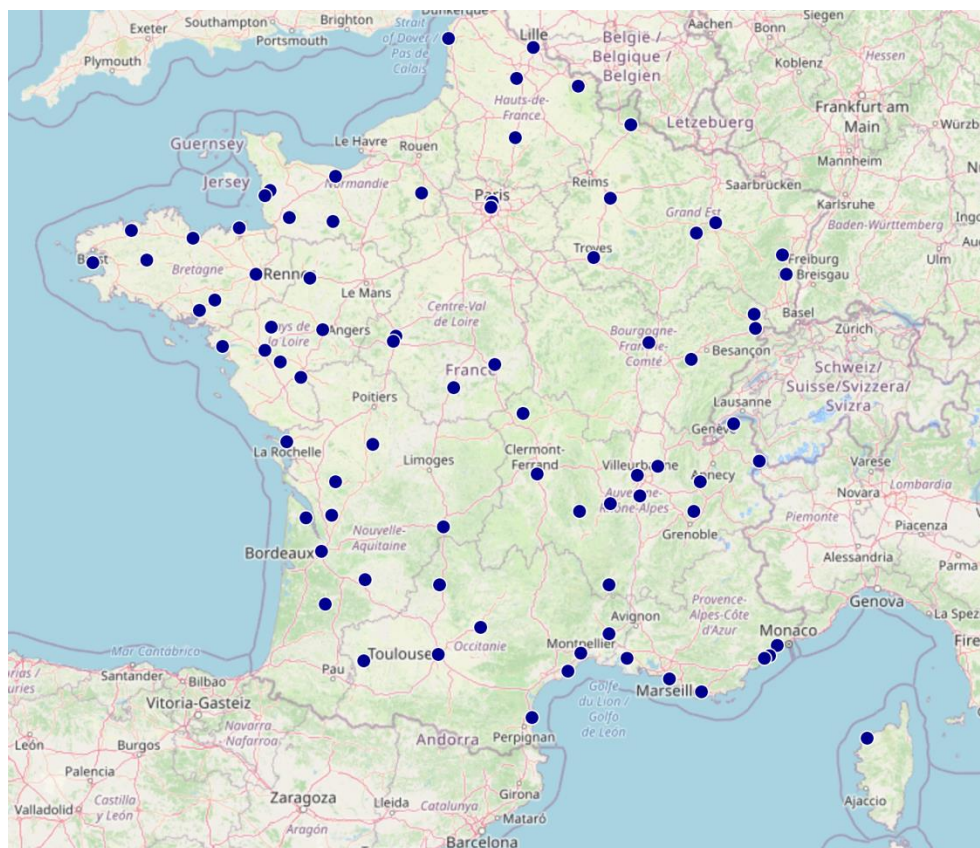 Dunkerque
Siegen
Southampton
Brighton
Strait
of Dover /
Pas de
Calais
Lille
Aachen
Bonn
Exeter
Portsmouth
België /
Belgique /
Belgien
Hessen
Plymouth
Koblenz
Hauts-de-
France
Frankfurt am
Main
Lëtzebuerg
Würzb
Guernsey
Le Havre
Rouen
Mannheim
Jersey
Normandie
Paris
Reims
Saarbrücken
Karlsruhe
Ingo
Grand Est
Baden-Württemberg
Troyes
Brest
Bretagne
Renn
Freiburg
Breisgau
Ulm
Le Mans
Centre-Val
de Loire
Basel
Zürich
Pays de
la Loire
Angers
Bourgogne-
Franche-
Comté
Besançon
France
Schweiz/
Suisse/Svizzera/
Svizra
Poitiers
Lausanne
Genève
La Rochelle
Limoges
Clermont-
Ferrand
Villeurbanne
Annecy
Varese
Lombardia
Novara
Auvergne-
Rhône-Alpes
Piemonte
Piacenza
Nouvelle-
Aquitaine
Grenoble
Bordeaux
Alessandria
Parma
Genova
La Spez
Provence-
Alpes-Côte
d'Azur
Avignon
Monaco
Fire
Mar Cantábrico
Toulouse
Occitanie
Montpellier
Santander
Bilbao
Pau
Marseill
Vitoria-Gasteiz
Golfe
du Lion /
Golfo
de León
León
Burgos
Navarra
- Nafarroa
Andorra
Perpignan
Palencia
Girona
Valladolid
Castilla
y León
Zaragoza
Lleida
Catalunya
Mataró
Ajaccio
Aragón
Barcelona